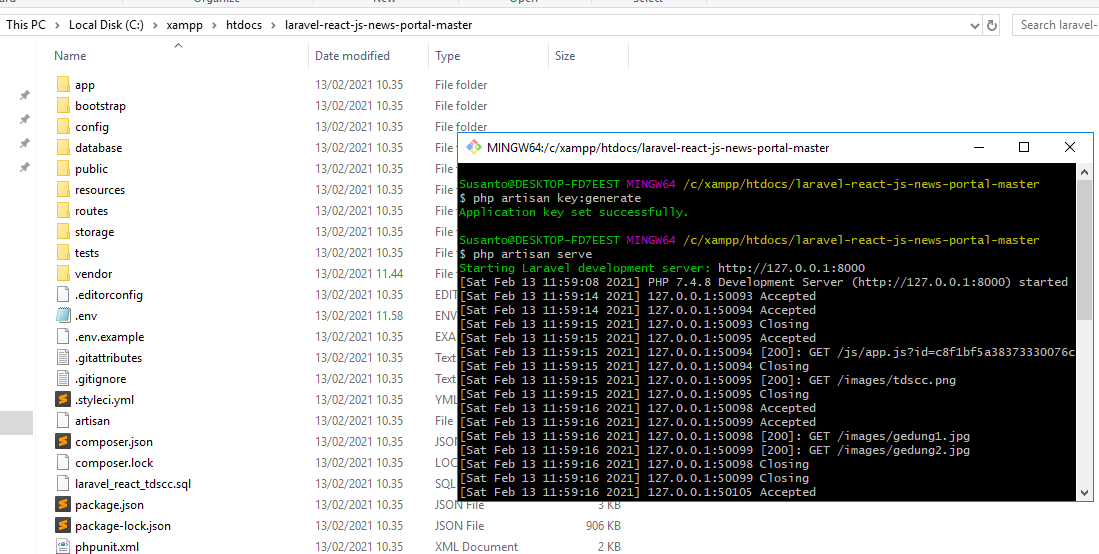 New
Open
Select
This PC > Local Disk (C:) > xampp > htdocs > laravel-react-js-news-portal-master
Search laravel-
Name Date modified Type Size
app 13/02/2021 10.35 File folder
bootstrap 13/02/2021 10.35 File folder
config 13/02/2021 10.35 File folder
database 13/02/2021 10.35 File
public 13/02/2021 10.35 File
resources 13/02/2021 10.35 File
routes 13/02/2021 10.35 File
storage 13/02/2021 10.35 File
tests 13/02/2021 10.35 File
vendor 13/02/2021 11.44 File
.editorconfig 13/02/2021 10.35 EDIT
.env 13/02/2021 11.58 ENV
.env.example 13/02/2021 10.35 EXA
.gitattributes 13/02/2021 10.35 Text
.gitignore 13/02/2021 10.35 Text
.styleci.yml 13/02/2021 10.35 YML
artisan 13/02/2021 10.35 File
composer.json 13/02/2021 10.35 JSO
composer.lock 13/02/2021 10.35 LOC
laravel_react_tdscc.sql 13/02/2021 10.35 SQL
package.json 13/02/2021 10.35 JSON File 3 KB
package-lock.json 13/02/2021 10.35 JSON File 906 KB
phpunit.xml 13/02/2021 10.35 XML Document 2 KB
MINGW64:/c/xampp/htdocs/laravel-react-js-news-portal-master
Susanto@DESKTOP-FD7EEST MINGW64 /c/xampp/htdocs/laravel-react-js-news-portal-master
$ php artisan key:generate
Application key set successfully.
Susanto@DESKTOP-FD7EEST MINGW64 /c/xampp/htdocs/laravel-react-js-news-portal-master
$ php artisan serve
Starting Laravel development server: http://127.0.0.1:8000
[Sat Feb 13 11:59:08 2021] PHP 7.4.8 Development Server (http://127.0.0.1:8000) started
[Sat Feb 13 11:59:14 2021] 127.0.0.1:50093 Accepted
[Sat Feb 13 11:59:14 2021] 127.0.0.1:50094 Accepted
[Sat Feb 13 11:59:15 2021] 127.0.0.1:50093 Closing
[Sat Feb 13 11:59:15 2021] 127.0.0.1:50095 Accepted
[Sat Feb 13 11:59:15 2021] 127.0.0.1:50094 [200]: GET /js/app.js?id=c8f1bf5a38373330076c
[Sat Feb 13 11:59:15 2021] 127.0.0.1:50094 Closing
[Sat Feb 13 11:59:15 2021] 127.0.0.1:50095 [200]: GET /images/tdscc.png
[Sat Feb 13 11:59:15 2021] 127.0.0.1:50095 Closing
[Sat Feb 13 11:59:16 2021] 127.0.0.1:50098 Accepted
[Sat Feb 13 11:59:16 2021] 127.0.0.1:50099 Accepted
[Sat Feb 13 11:59:16 2021] 127.0.0.1:50098 [200]: GET /images/gedung1.jpg
[Sat Feb 13 11:59:16 2021] 127.0.0.1:50099 [200]: GET /images/gedung2.jpg
[Sat Feb 13 11:59:16 2021] 127.0.0.1:50098 Closing
[Sat Feb 13 11:59:16 2021] 127.0.0.1:50099 Closing
[Sat Feb 13 11:59:16 2021] 127.0.0.1:50105 Accepted